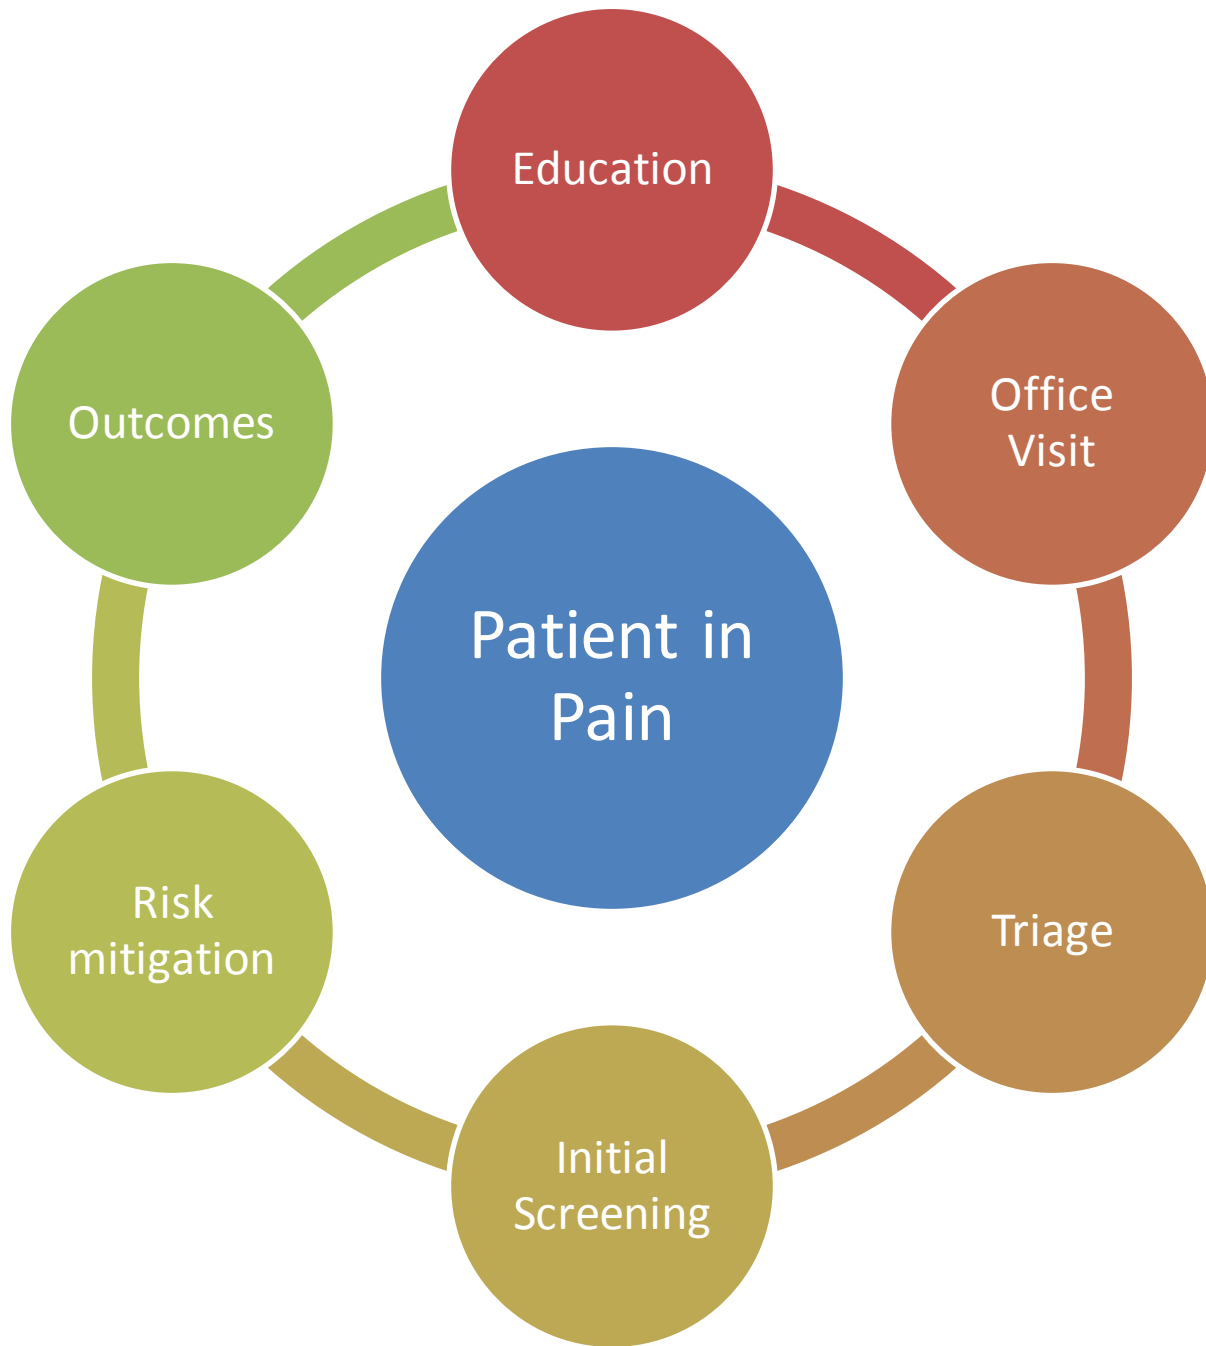 Education
Office
Visit
Triage
Initial
Screening
Risk
mitigation
Outcomes
Patient in
Pain